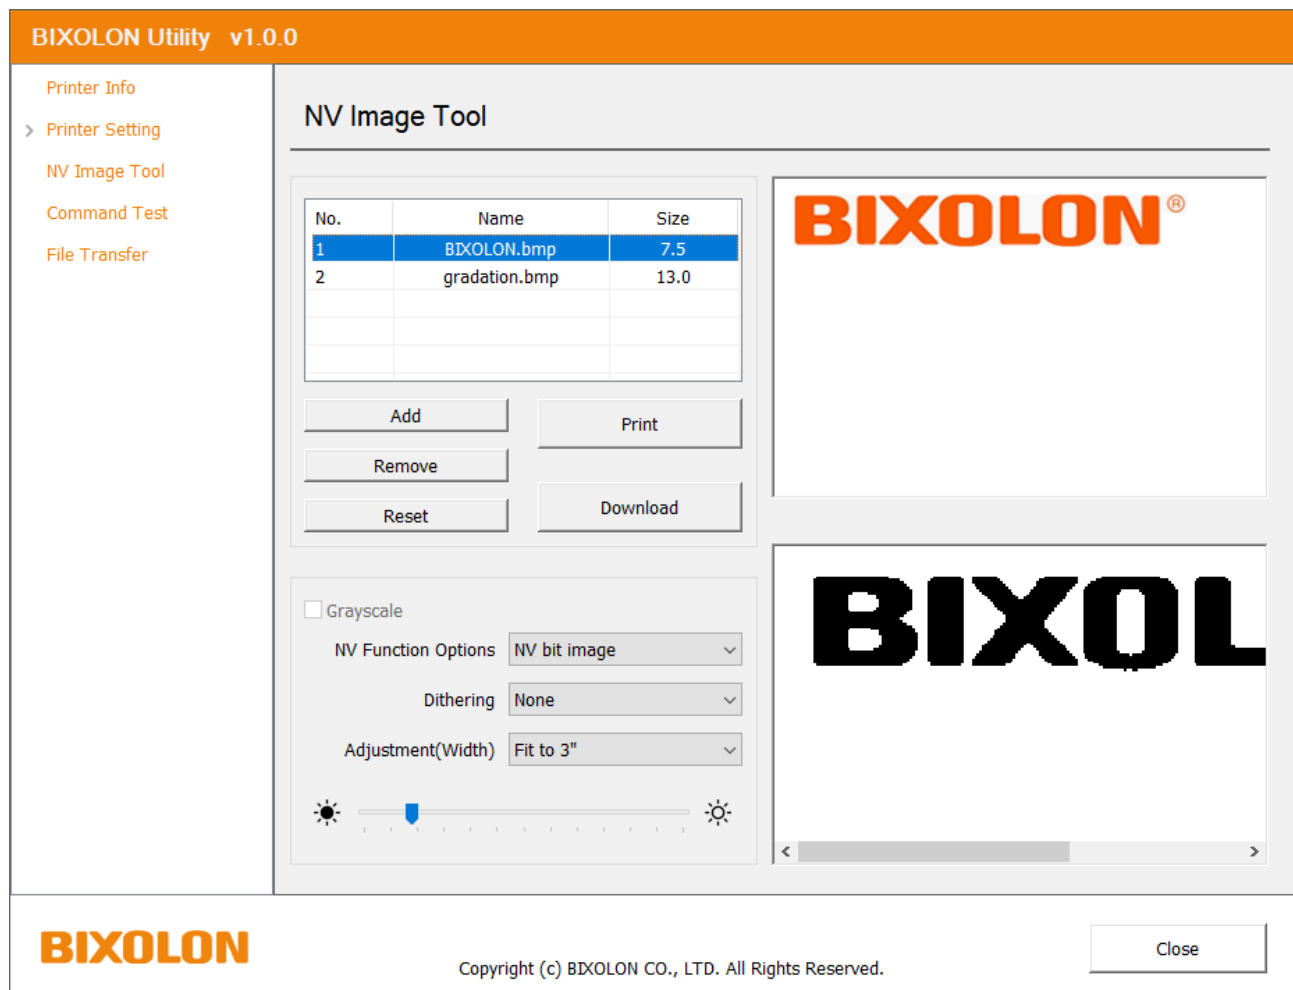 BIXOLON Utility v1.0.0
Printer Info
Printer Setting
NV Image Tool
Command Test
File Transfer
NV Image Tool
No. Name Size
1 BIXOLON.bmp 7.5
2 gradation.bmp 13.0
Add
Remove
Reset
Print
Download
Grayscale
NV Function Options NV bit image
Dithering None
Adjustment(Width) Fit to 3"
BIXOLON®
BIXOL
BIXOLON
Copyright (c) BIXOLON CO., LTD. All Rights Reserved.
Close